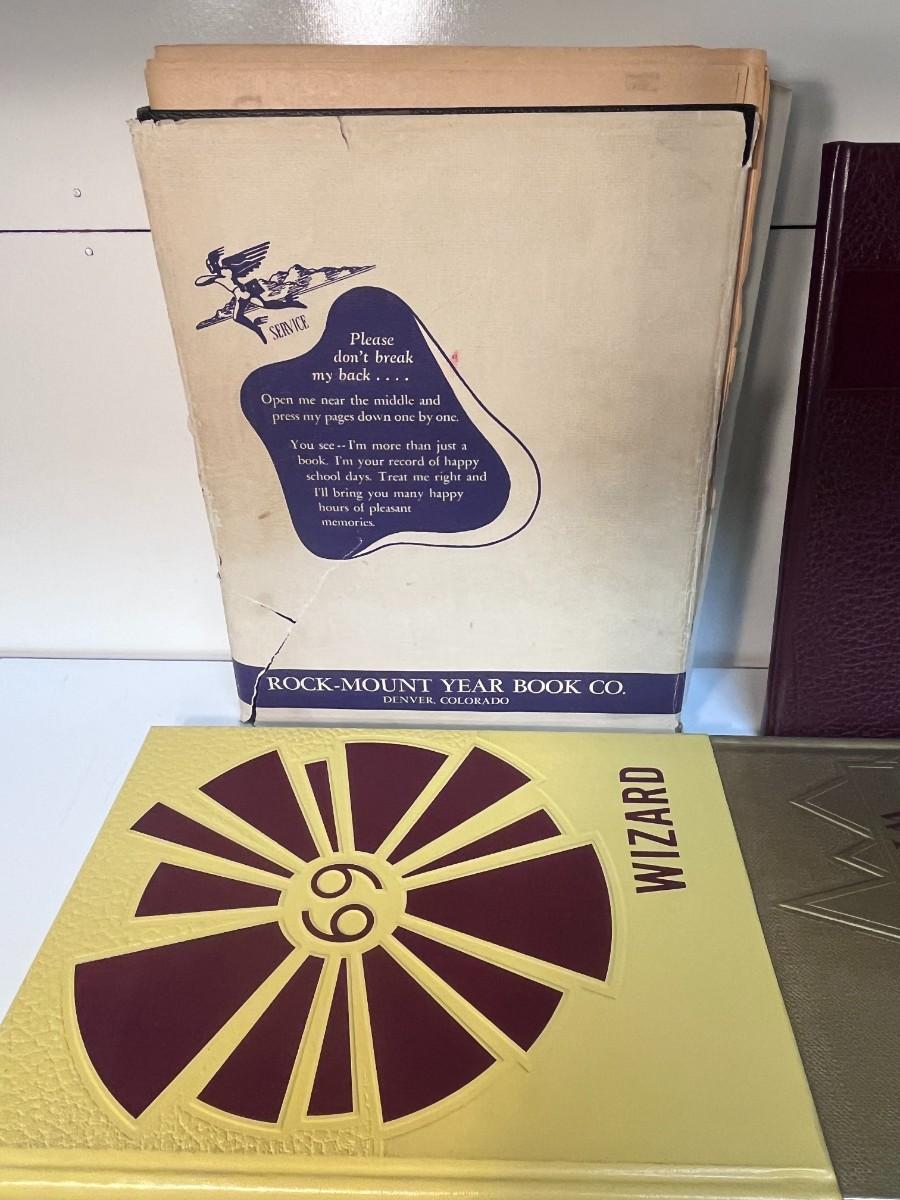 SERVICE
Please
don't break
my back . . . .
Open me near the middle and
press my pages down one by one.
You see -- I'm more than just a
book. I'm your record of happy
school days. Treat me right and
I'll bring you many happy
hours of pleasant
memories.
ROCK-MOUNT YEAR BOOK CO.
DENVER, COLORADO
WIZARD
69